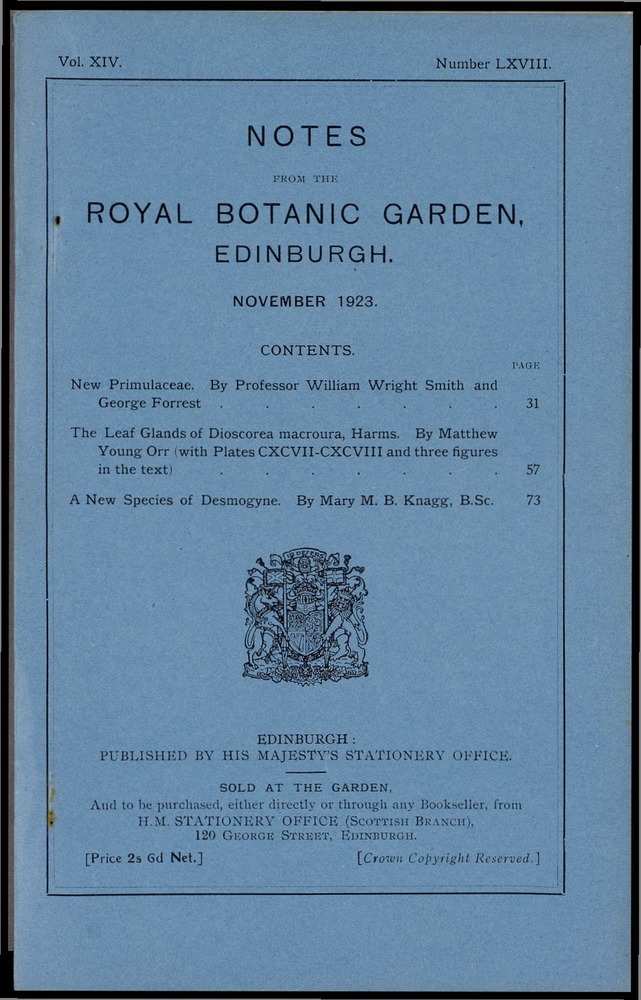 Vol. XIV. Number LXVIII.
NOTES
FROM THE
ROYAL BOTANIC GARDEN,
EDINBURGH.
NOVEMBER 1923.
CONTENTS.
PAGE
New Primulaceae. By Professor William Wright Smith and
George Forrest . . . . . . . 31
The Leaf Glands of Dioscorea macroura, Harms. By Matthew
Young Orr (with Plates CXCVII-CXCVIII and three figures
in the text) . . . . . . . 57
A New Species of Desmogyne. By Mary M. B. Knagg, B.Sc. 73
IN DEFENS
EDINBURGH:
PUBLISHED BY HIS MAJESTY'S STATIONERY OFFICE.
SOLD AT THE GARDEN,
And to be purchased, either directly or through any Bookseller, from
H.M. STATIONERY OFFICE (SCOTTISH BRANCH),
120 GEORGE STREET, EDINBURGH.
[Price 2s 6d Net.] [Crown Copyright Reserved.]